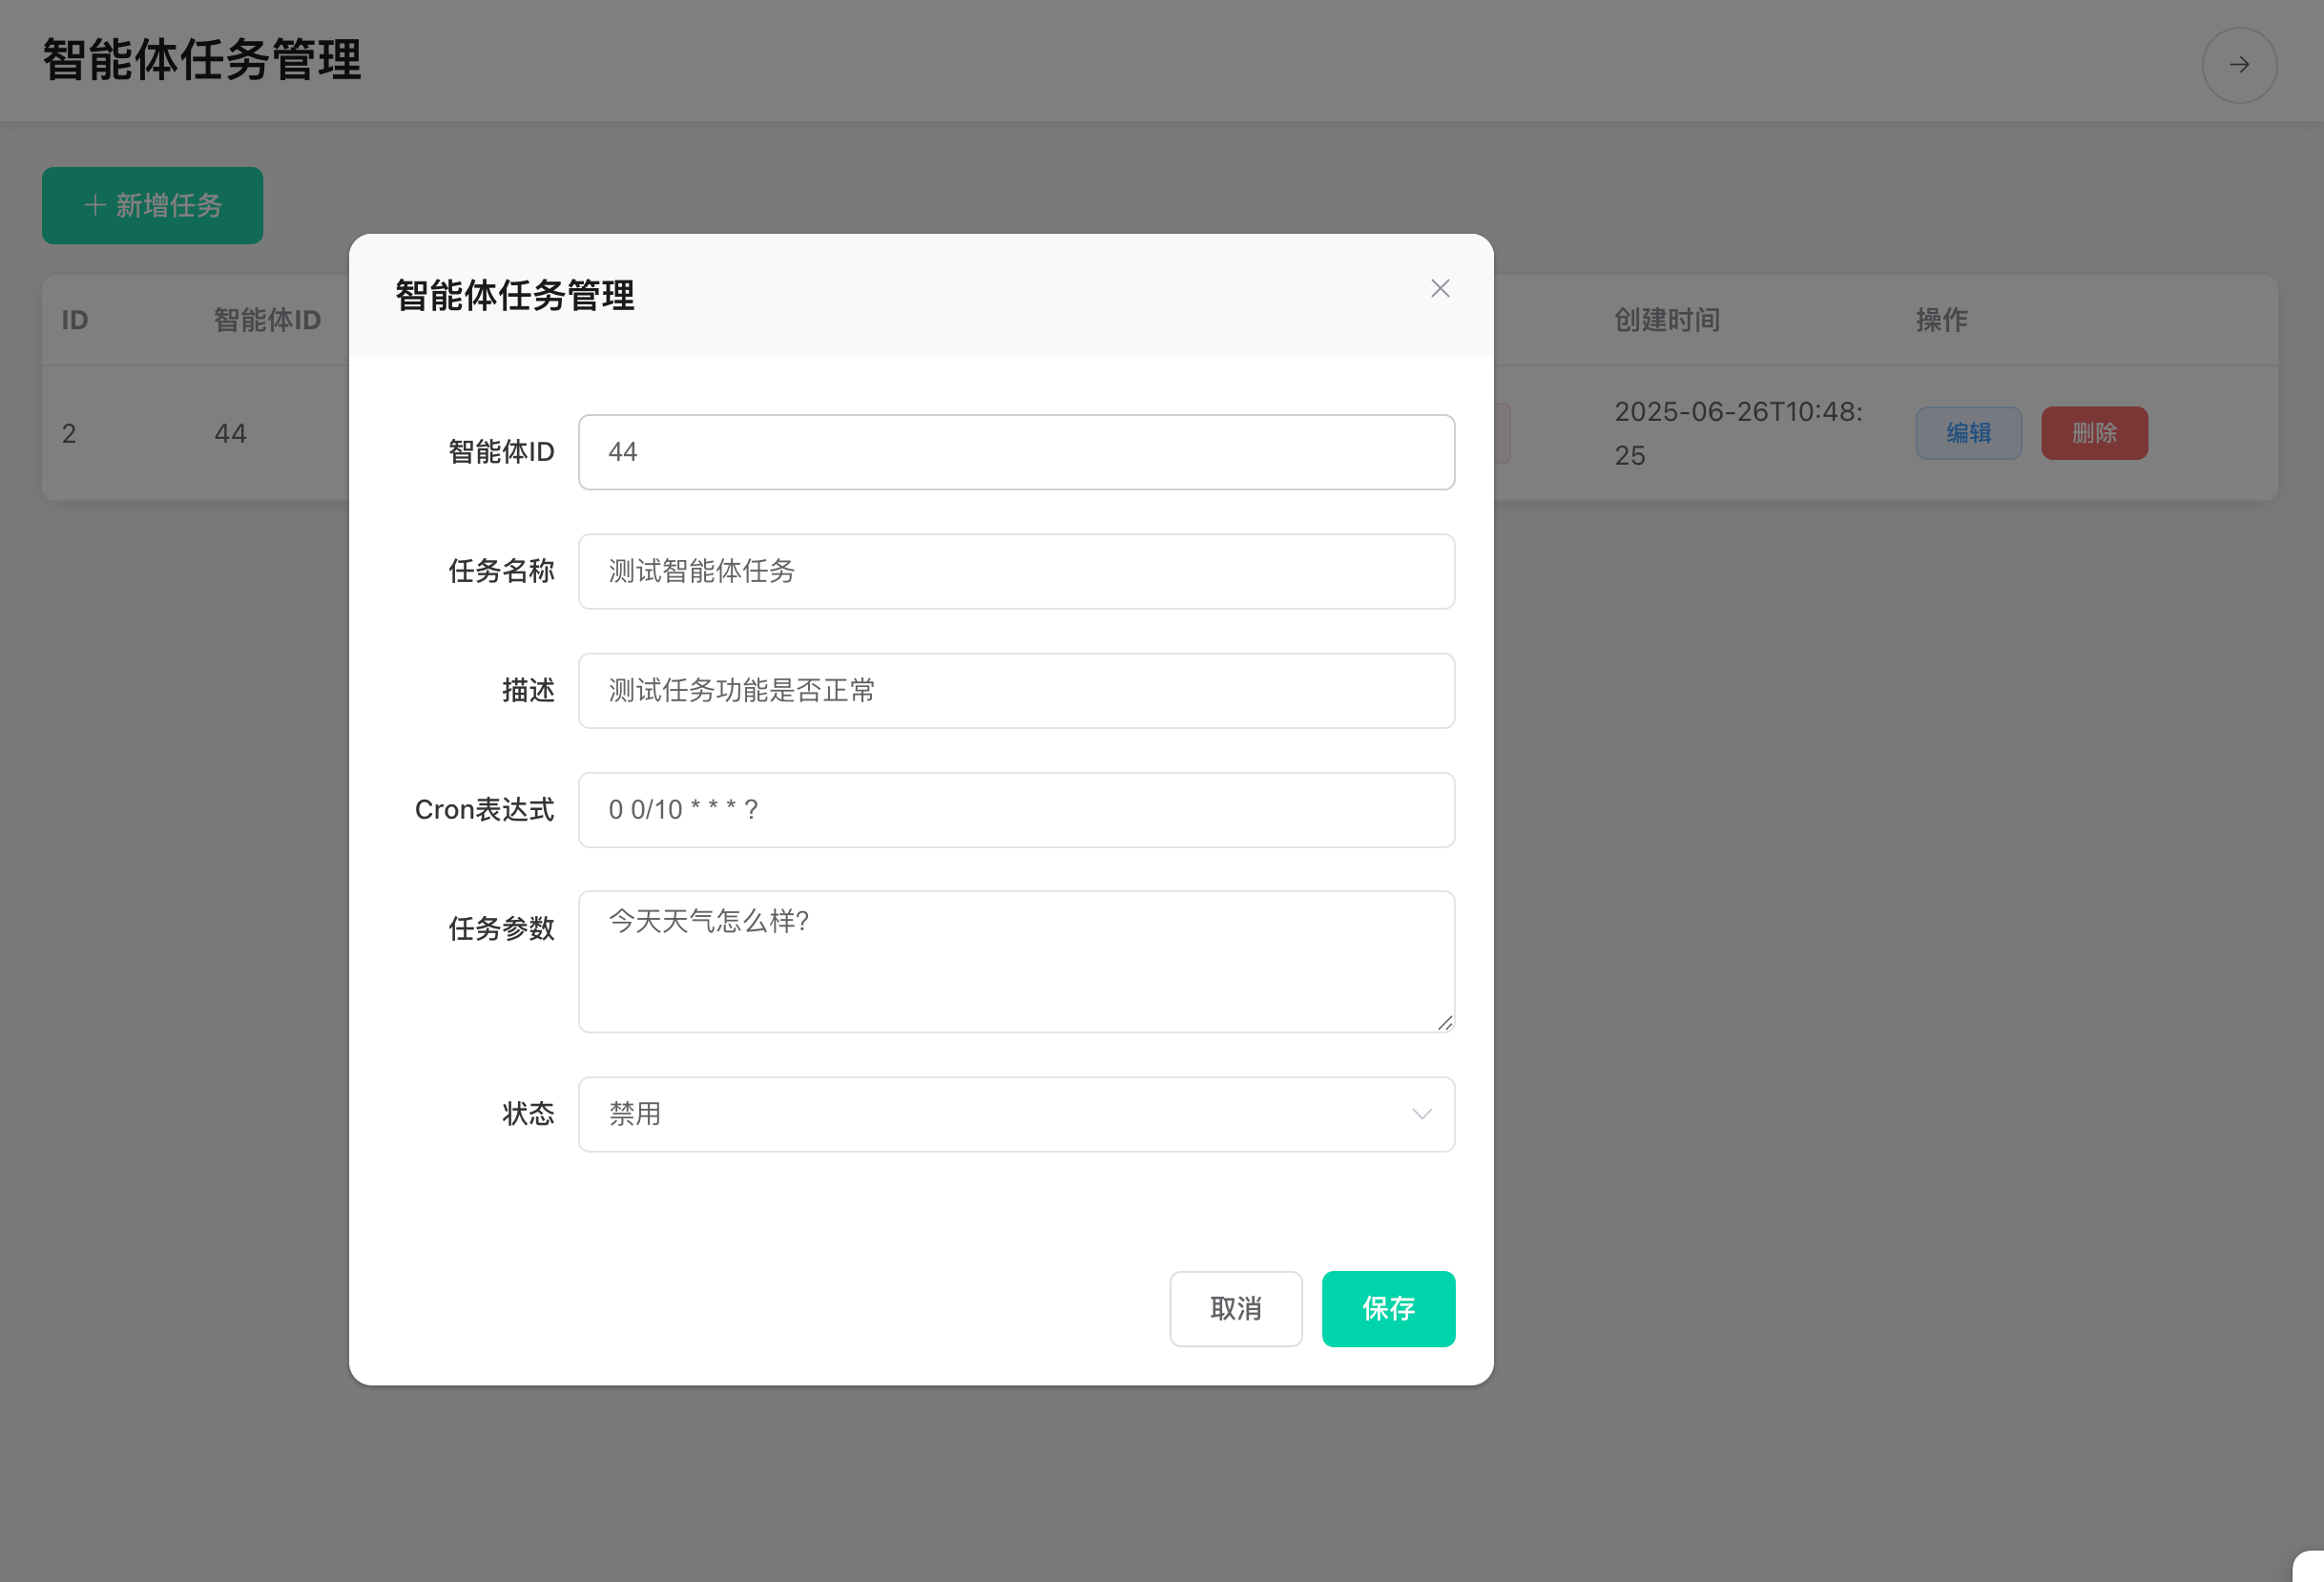 智能体任务管理
新增任务
ID 智能体ID 创建时间 操作
2 44 2025-06-26T10:48:
25 编辑 删除
智能体任务管理
智能体ID 44
任务名称 测试智能体任务
描述 测试任务功能是否正常
Cron表达式 0 0/10 * * * ?
任务参数 今天天气怎么样?
状态 禁用
取消 保存